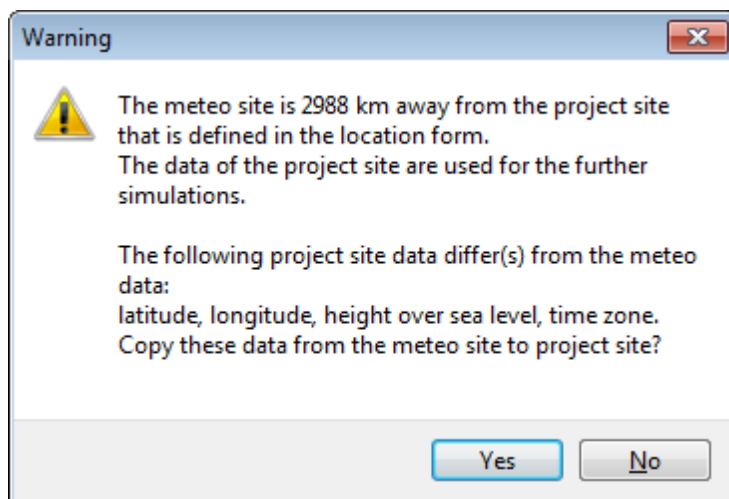 Warning
The meteo site is 2988 km away from the project site
that is defined in the location form.
The data of the project site are used for the further
simulations.
The following project site data differ(s) from the meteo
data:
latitude, longitude, height over sea level, time zone.
Copy these data from the meteo site to project site?
Yes
No